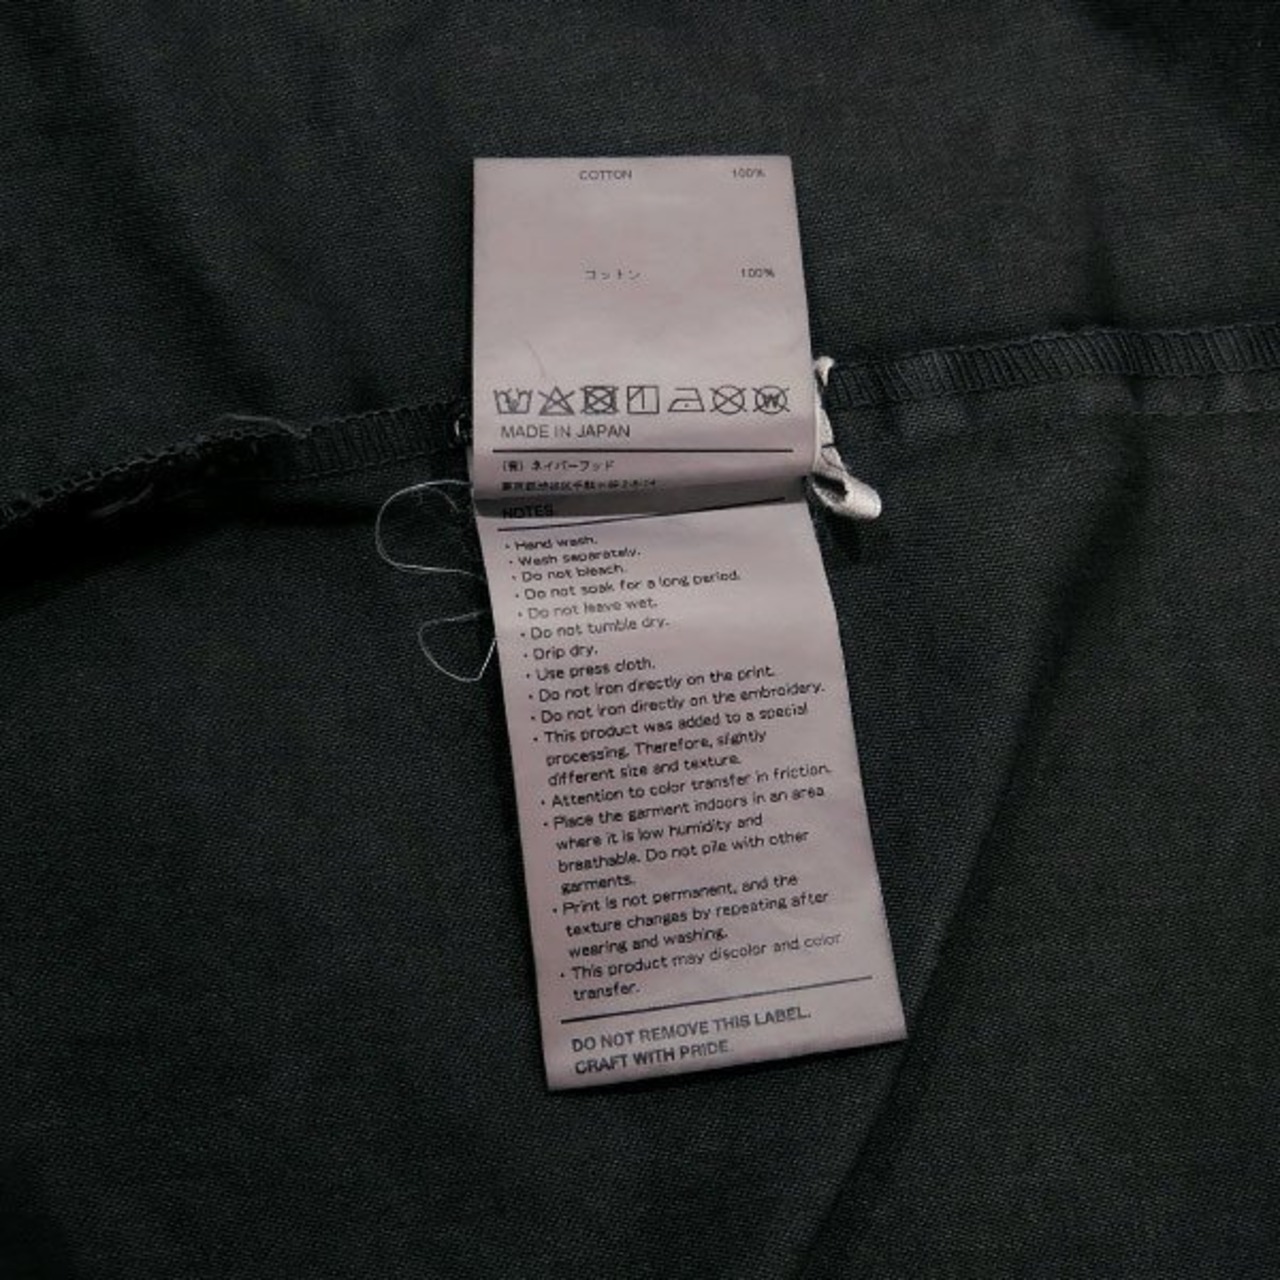 COTTON 100%
コットン 100%
MADE IN JAPAN
(有) ネイバーフッド
NOTES
・Hand wash.
・Wash separately.
・Do not bleach.
・Do not soak for a long period.
・Do not leave wet.
・Do not tumble dry.
・Drip dry.
・Use press cloth.
・Do not iron directly on the print.
・Do not iron directly on the embroidery.
・This product was added to a special
processing. Therefore, slightly
different size and texture.
・Attention to color transfer in friction.
・Place the garment indoors in an area
where it is low humidity and
breathable. Do not pile with other
garments.
・Print is not permanent, and the
texture changes by repeating after
wearing and washing.
・This product may discolor and color
transfer.
DO NOT REMOVE THIS LABEL.
CRAFT WITH PRIDE.